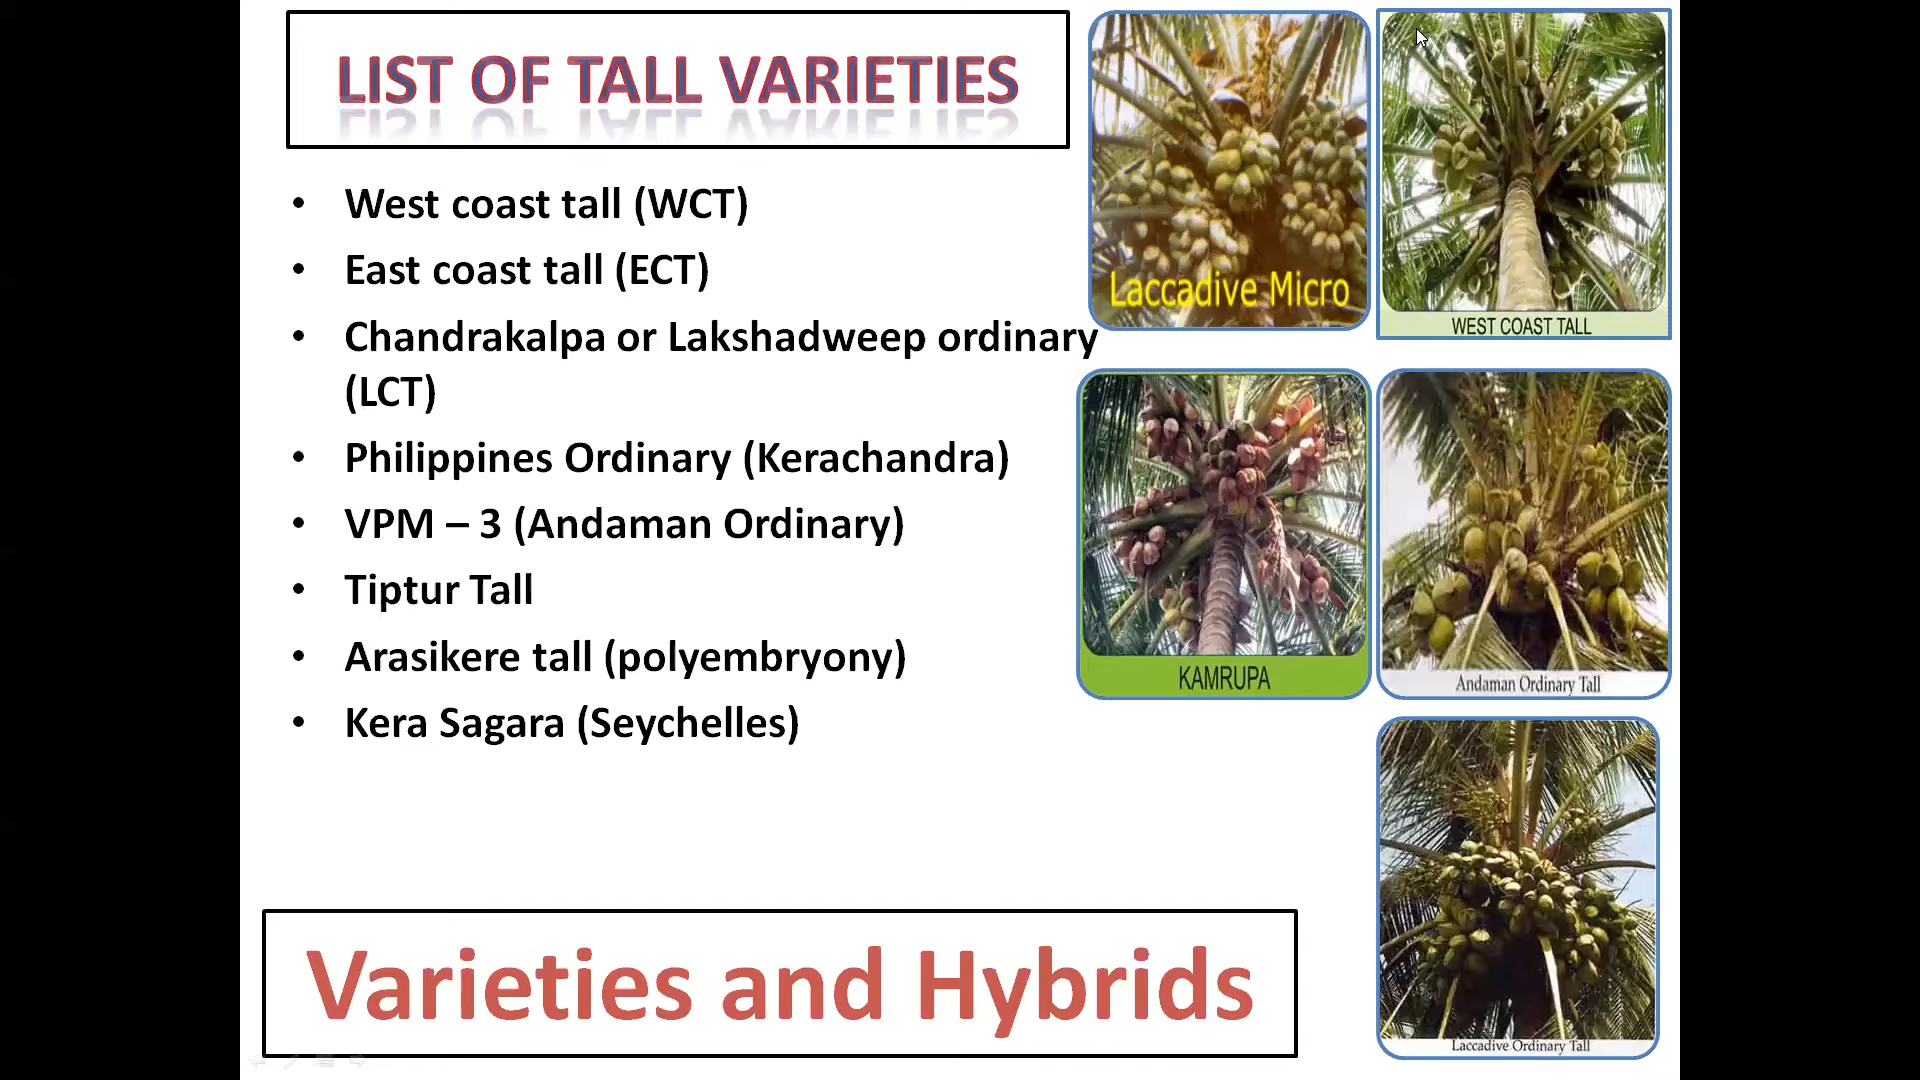 LIST OF TALL VARIETIES
• West coast tall (WCT)
• East coast tall (ECT)
• Chandrakalpa or Lakshadweep ordinary
(LCT)
• Philippines Ordinary (Kerachandra)
• VPM – 3 (Andaman Ordinary)
• Tiptur Tall
• Arasikere tall (polyembryony)
• Kera Sagara (Seychelles)
Laccadive Micro
WEST COAST TALL
KAMRUPA
Andaman Ordinary Tall
Laccadive Ordinary Tall
Varieties and Hybrids